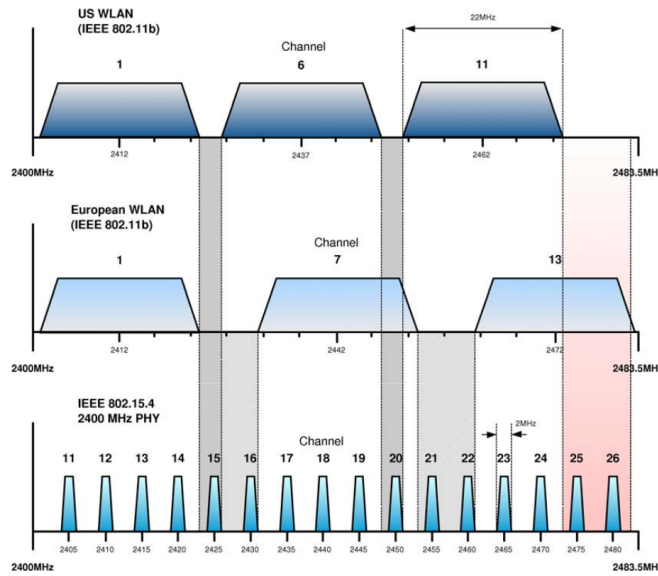 US WLAN
(IEEE 802.11b)
22MHz
Channel
1 6 11
2412 2437 2462
2400MHz 2483.5MH
European WLAN
(IEEE 802.11b)
Channel
1 7 13
2412 2442 2472
2400MHz 2483.5MH
IEEE 802.15.4
2400 MHz PHY
2MHz
Channel
11 12 13 14 15 16 17 18 19 20 21 22 23 24 25 26
2405 2410 2415 2420 2425 2430 2435 2440 2445 2450 2455 2460 2465 2470 2475 2480
2400MHz 2483.5MH